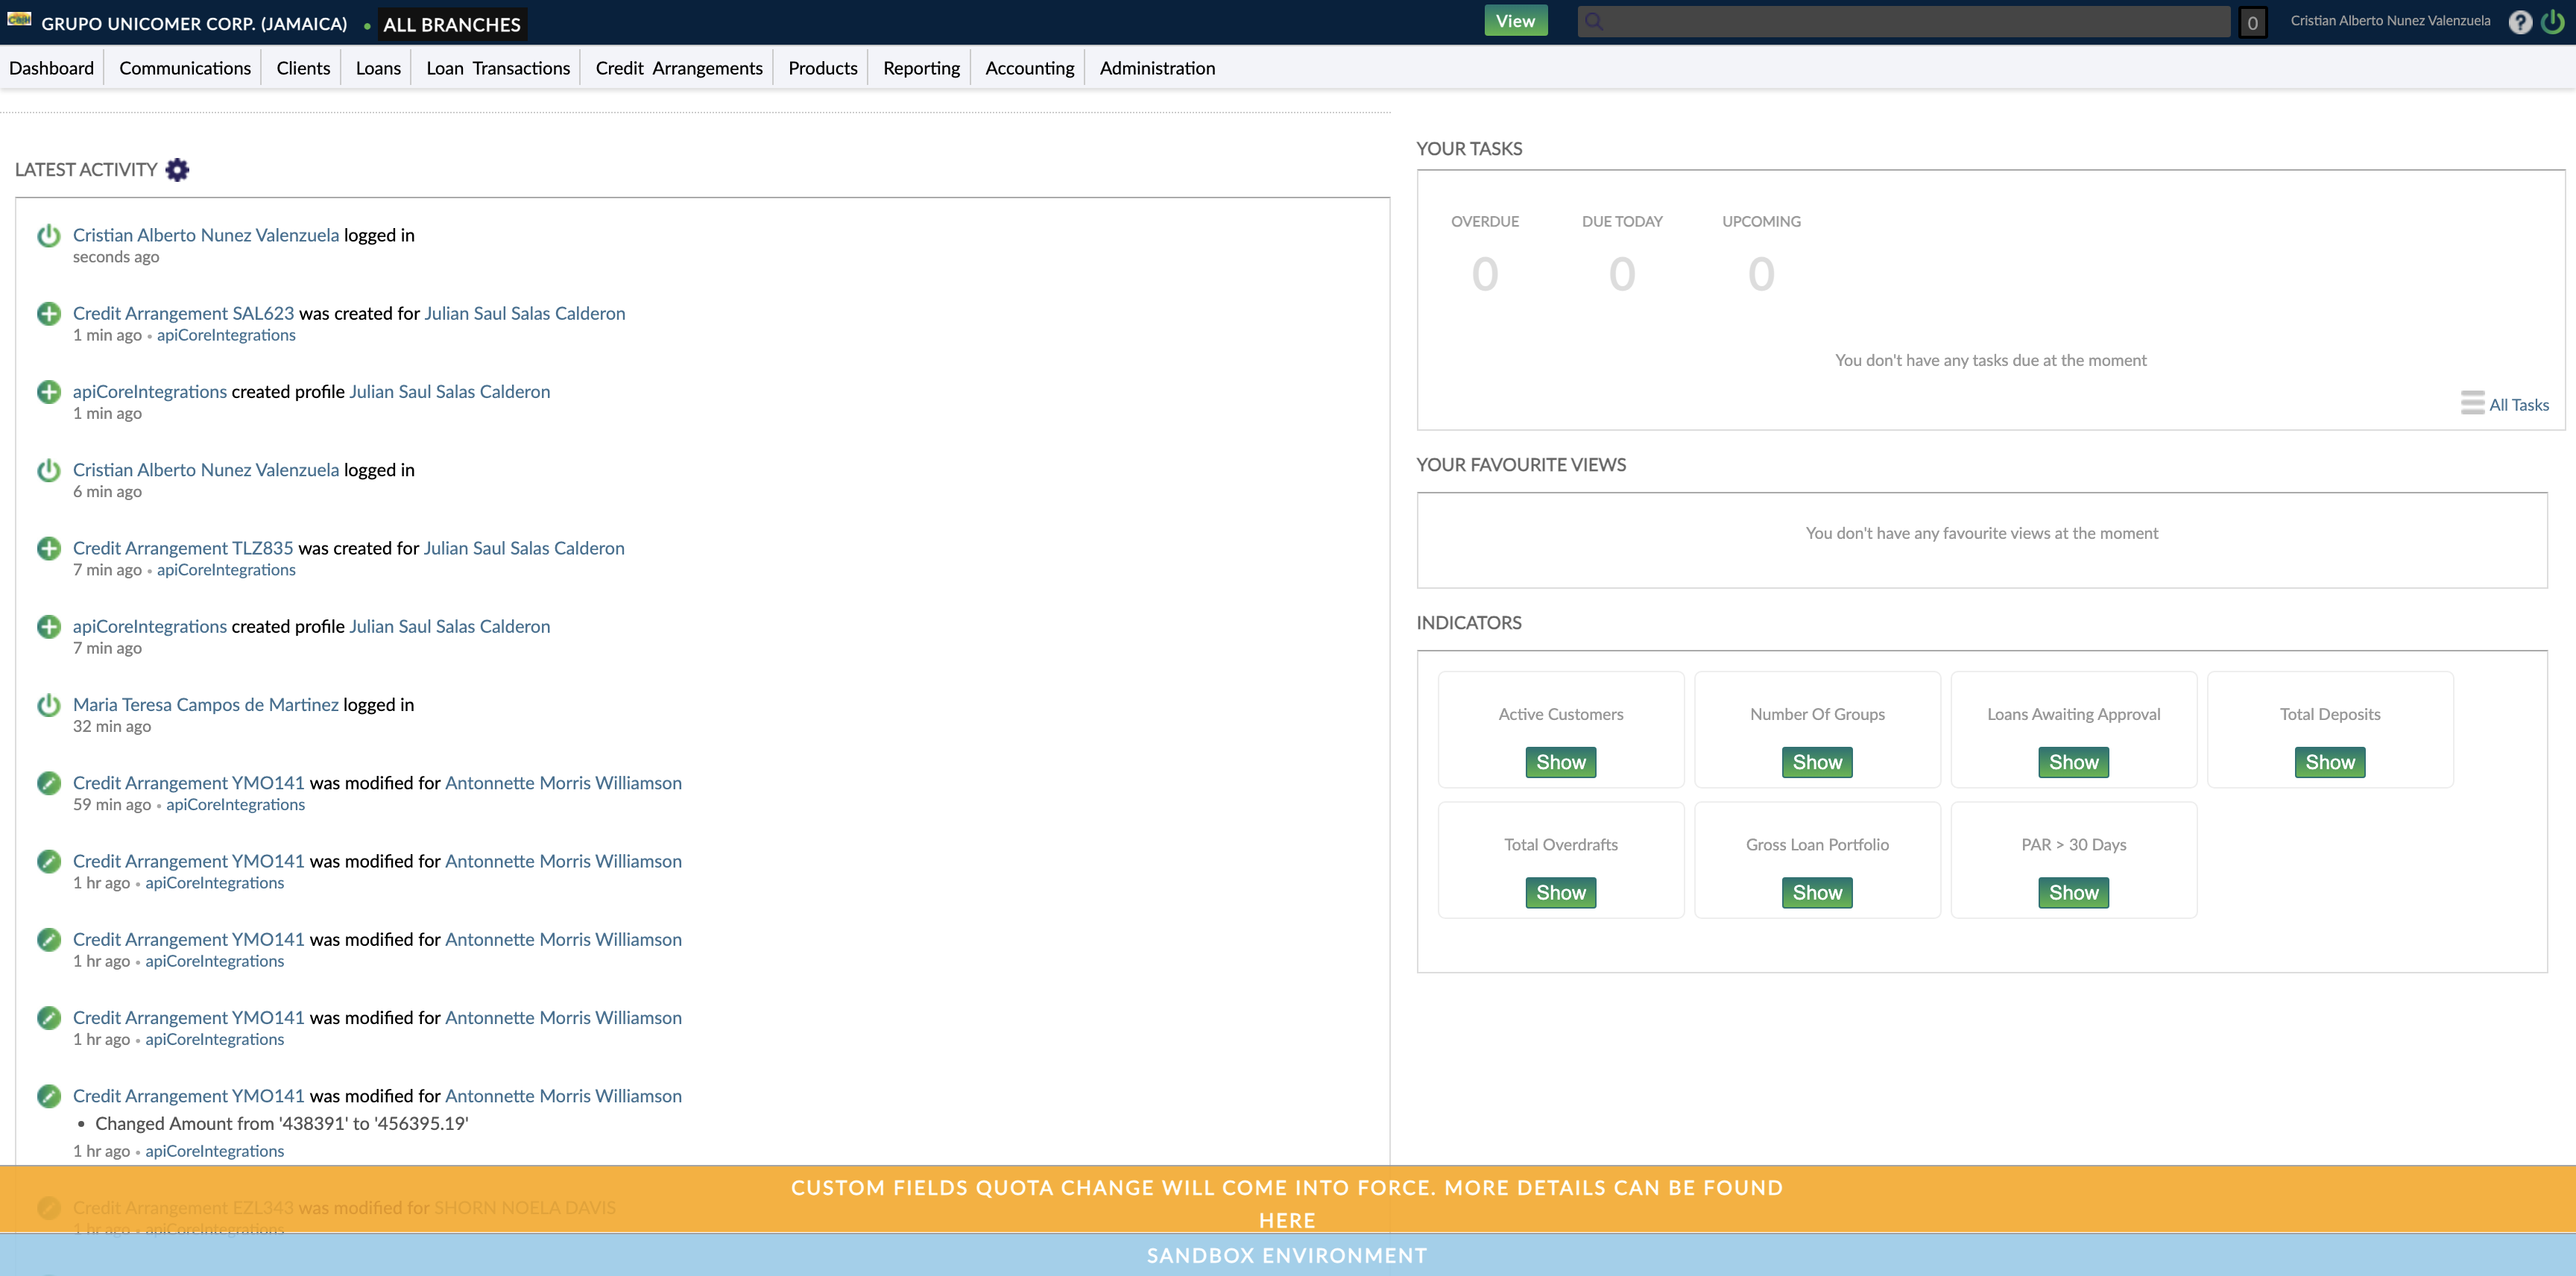 GRUPO UNICOMER CORP. (JAMAICA) • ALL BRANCHES
View
0
Cristian Alberto Nunez Valenzuela
?
Dashboard Communications Clients Loans Loan Transactions Credit Arrangements Products Reporting Accounting Administration
LATEST ACTIVITY
Cristian Alberto Nunez Valenzuela logged in
seconds ago
Credit Arrangement SAL623 was created for Julian Saul Salas Calderon
1 min ago • apiCoreIntegrations
apiCoreIntegrations created profile Julian Saul Salas Calderon
1 min ago
Cristian Alberto Nunez Valenzuela logged in
6 min ago
Credit Arrangement TLZ835 was created for Julian Saul Salas Calderon
7 min ago • apiCoreIntegrations
apiCoreIntegrations created profile Julian Saul Salas Calderon
7 min ago
Maria Teresa Campos de Martinez logged in
32 min ago
Credit Arrangement YMO141 was modified for Antonnette Morris Williamson
59 min ago • apiCoreIntegrations
Credit Arrangement YMO141 was modified for Antonnette Morris Williamson
1 hr ago • apiCoreIntegrations
Credit Arrangement YMO141 was modified for Antonnette Morris Williamson
1 hr ago • apiCoreIntegrations
Credit Arrangement YMO141 was modified for Antonnette Morris Williamson
1 hr ago • apiCoreIntegrations
Credit Arrangement YMO141 was modified for Antonnette Morris Williamson
• Changed Amount from '438391' to '456395.19'
1 hr ago • apiCoreIntegrations
Credit Arrangement EZL343 was modified for SHORN NOELA DAVIS
1 hr ago • apiCoreIntegrations
YOUR TASKS
OVERDUE DUE TODAY UPCOMING
0 0 0
You don't have any tasks due at the moment
All Tasks
YOUR FAVOURITE VIEWS
You don't have any favourite views at the moment
INDICATORS
Active Customers Number Of Groups Loans Awaiting Approval Total Deposits
Show Show Show Show
Total Overdrafts Gross Loan Portfolio PAR > 30 Days
Show Show Show
CUSTOM FIELDS QUOTA CHANGE WILL COME INTO FORCE. MORE DETAILS CAN BE FOUND
HERE
SANDBOX ENVIRONMENT